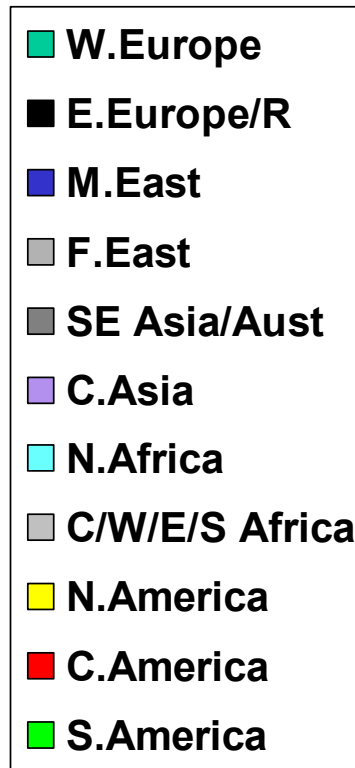 W.Europe
E.Europe/R
M.East
F.East
SE Asia/Aust
C.Asia
N.Africa
C/W/E/S Africa
N.America
C.America
S.America